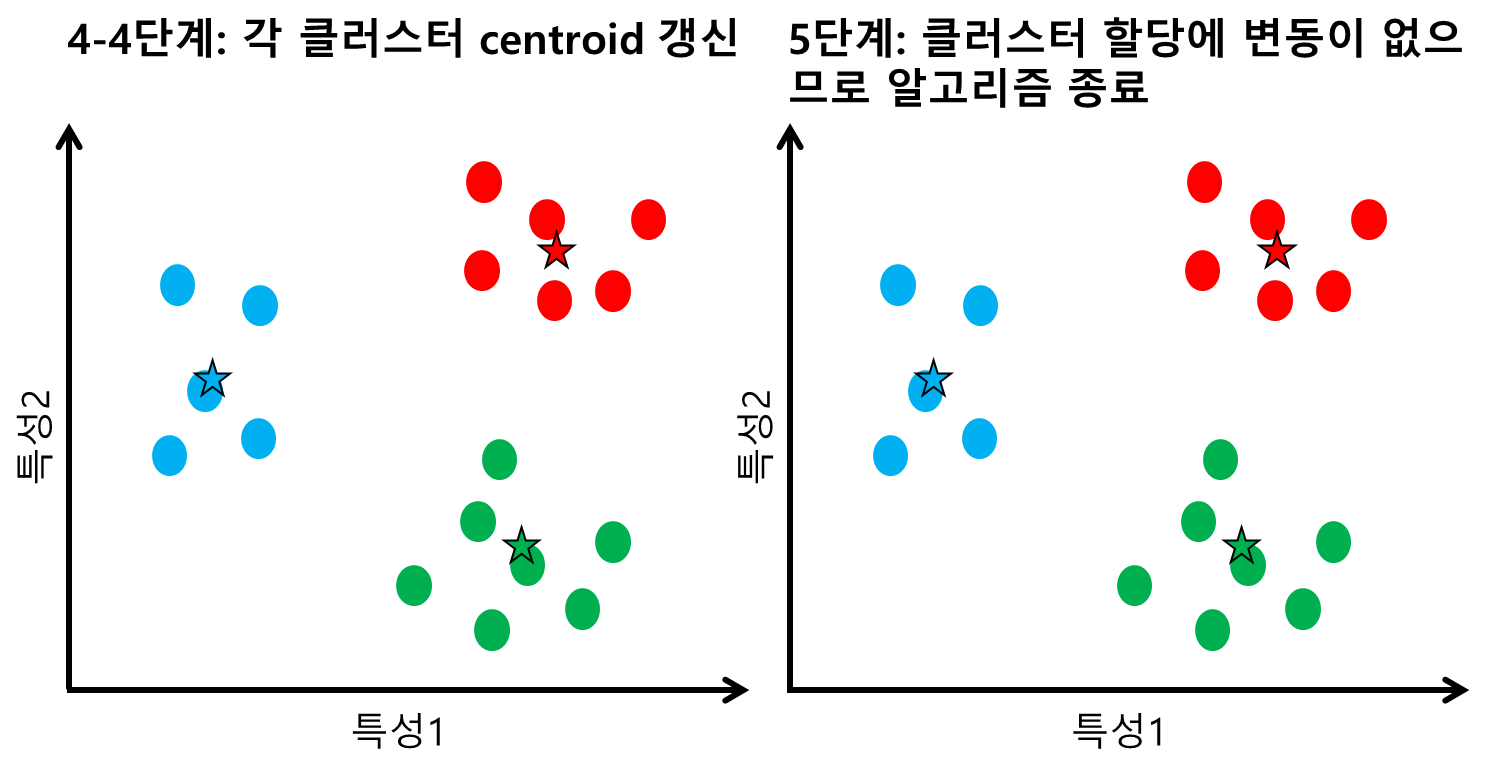 4-4단계: 각 클러스터 centroid 갱신
특성2
특성1
5단계: 클러스터 할당에 변동이 없으
므로 알고리즘 종료
특성2
특성1